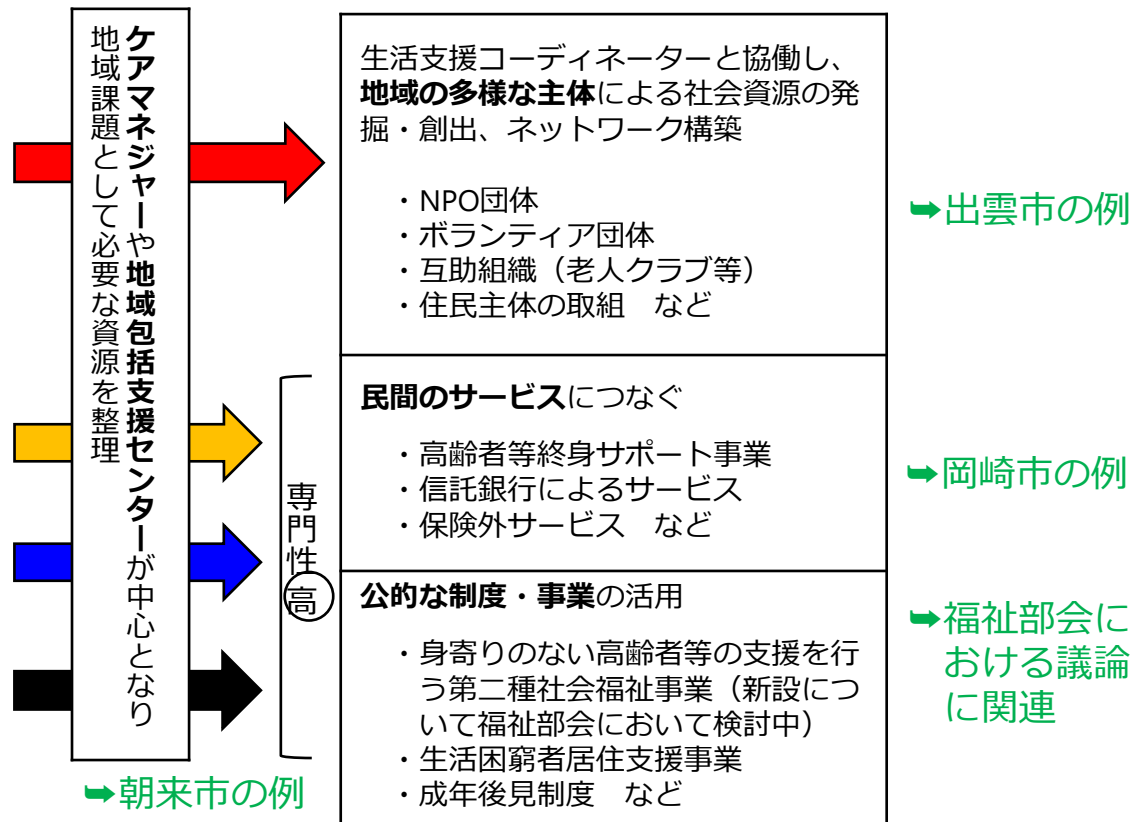 ケアマネジャーや地域包括支援センターが中心となり
地域課題として必要な資源を整理
➥朝来市の例
専門性高
生活支援コーディネーターと協働し、
地域の多様な主体による社会資源の発
掘・創出、ネットワーク構築
・NPO団体
・ボランティア団体
・互助組織（老人クラブ等）
・住民主体の取組　など
➥出雲市の例
民間のサービスにつなぐ
・高齢者等終身サポート事業
・信託銀行によるサービス
・保険外サービス　など
➥岡崎市の例
公的な制度・事業の活用
・身寄りのない高齢者等の支援を行
う第二種社会福祉事業（新設につ
いて福祉部会において検討中）
・生活困窮者居住支援事業
・成年後見制度　など
➥福祉部会に
おける議論
に関連